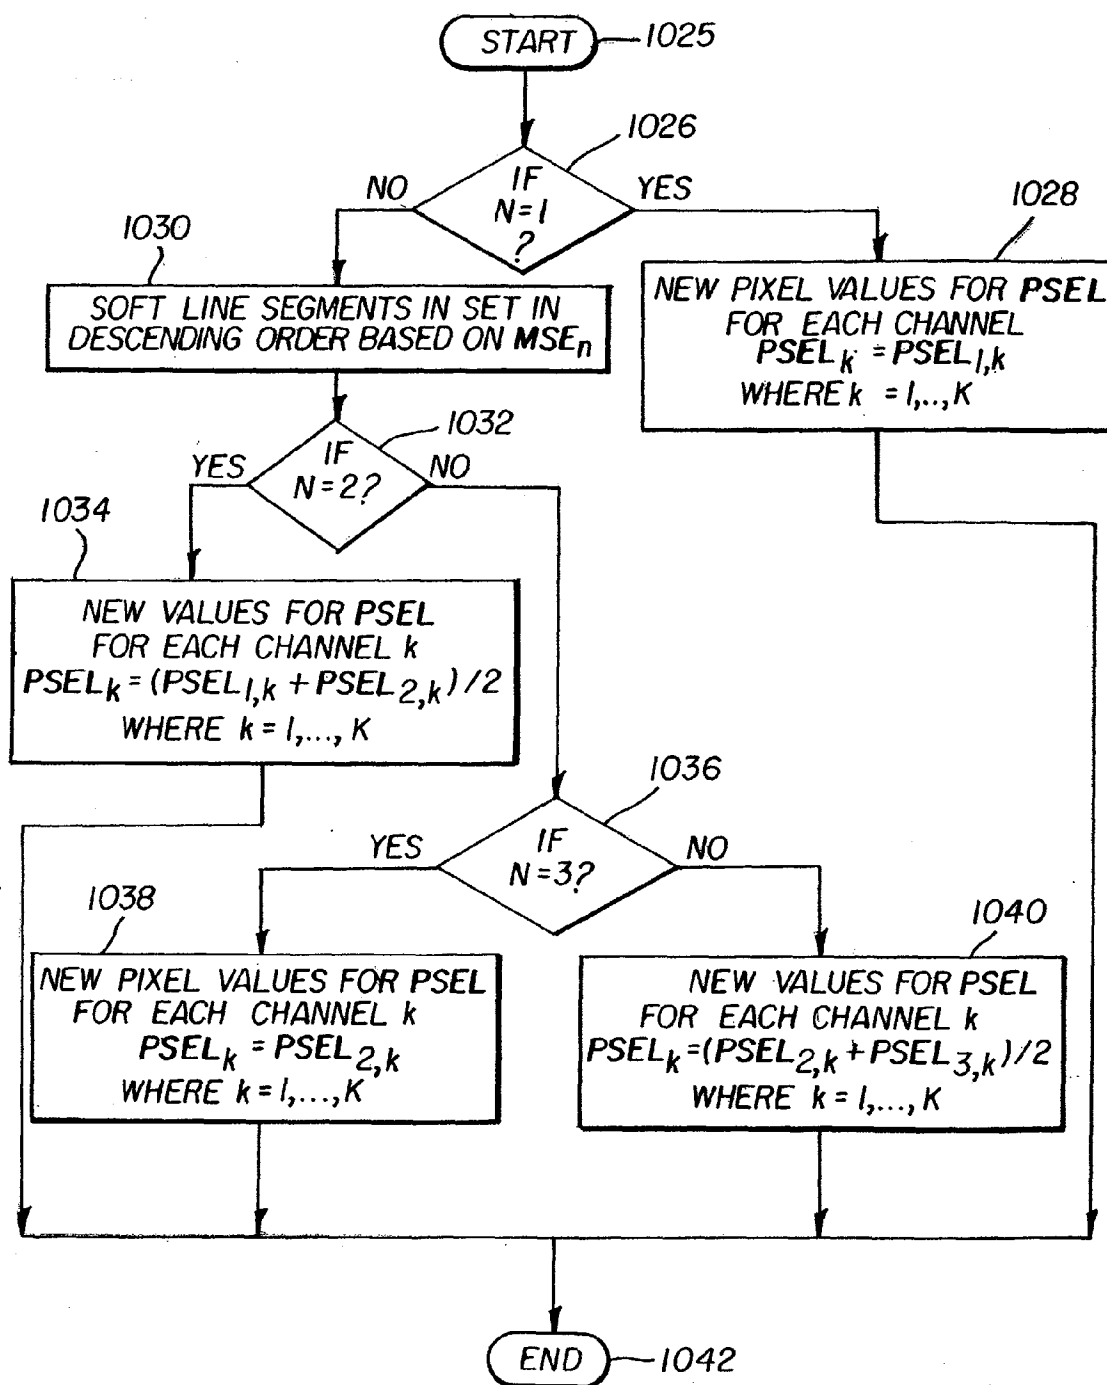 START
1025
1026
IF
N=1
?
NO
YES
1028
NEW PIXEL VALUES FOR PSEL
FOR EACH CHANNEL
PSELk = PSEL1,k
WHERE k = 1,..,K
1030
SOFT LINE SEGMENTS IN SET IN
DESCENDING ORDER BASED ON MSEn
1032
IF
N=2?
YES
NO
1034
NEW VALUES FOR PSEL
FOR EACH CHANNEL k
PSELk = (PSEL1,k + PSEL2,k)/2
WHERE k = 1,..., K
1036
IF
N=3?
YES
NO
1038
NEW PIXEL VALUES FOR PSEL
FOR EACH CHANNEL k
PSELk = PSEL2,k
WHERE k = 1,...,K
1040
NEW VALUES FOR PSEL
FOR EACH CHANNEL k
PSELk=(PSEL2,k + PSEL3,k)/2
WHERE k = 1,..., K
END
1042